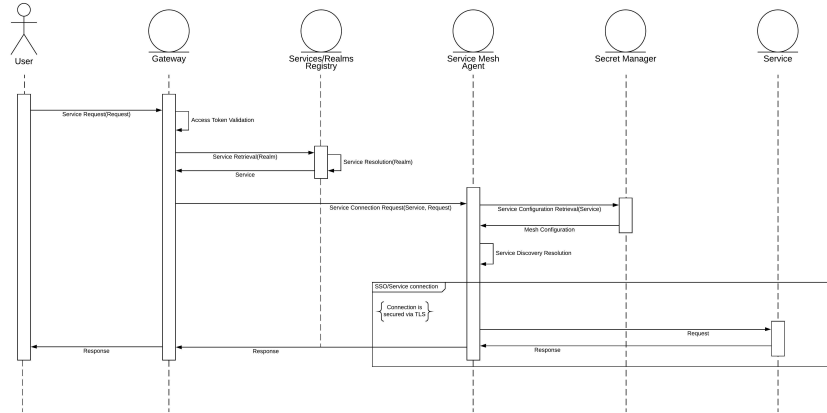 User
Gateway
Services/Realms
Registry
Service Mesh
Agent
Secret Manager
Service
Service Request(Request)
Access Token Validation
Service Retrieval(Realm)
Service Resolution(Realm)
Service
Service Connection Request(Service, Request)
Service Configuration Retrieval(Service)
Mesh Configuration
Service Discovery Resolution
SSO/Service connection
Connection is
secured via TLS
Request
Response
Response
Response